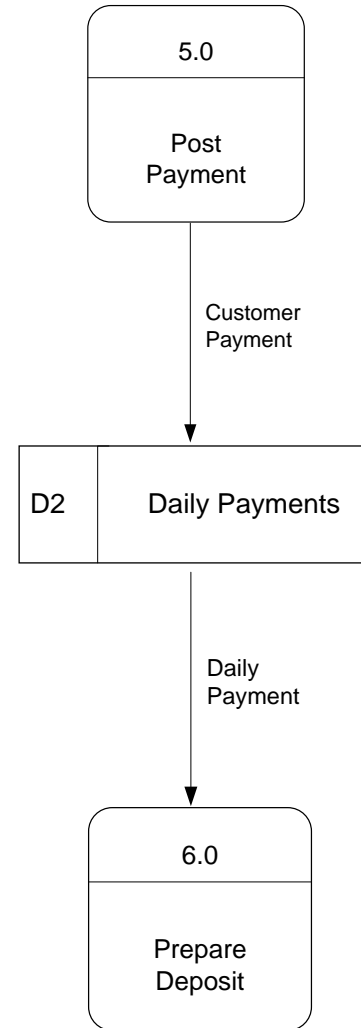 5.0
Post
Payment
Customer
Payment
D2
Daily Payments
Daily
Payment
6.0
Prepare
Deposit